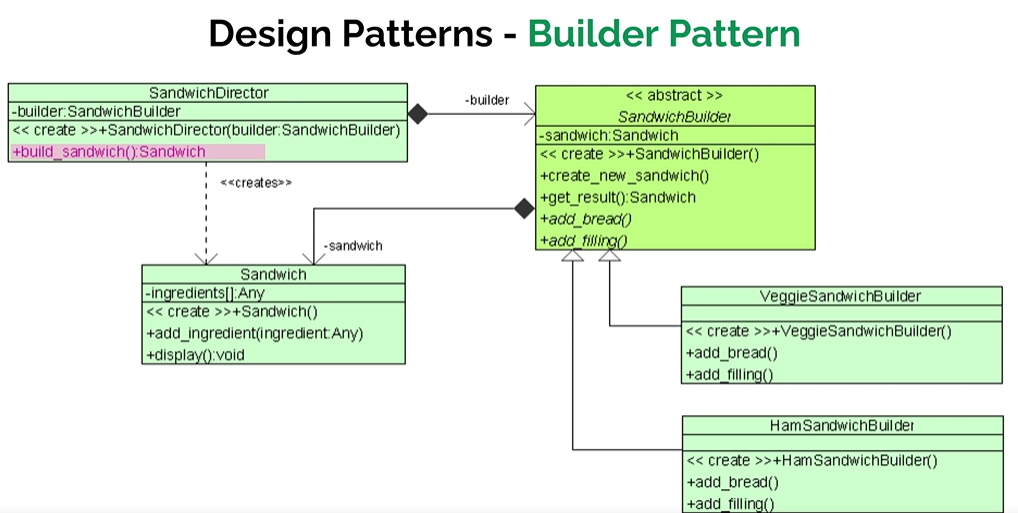 Design Patterns - Builder Pattern
SandwichDirector
-builder:SandwichBuilder
<< create >>+SandwichDirector(builder:SandwichBuilder)
+build_sandwich():Sandwich
-builder
<< abstract >>
SandwichBuilder
-sandwich:Sandwich
<< create >>+SandwichBuilder()
+create_new_sandwich()
+get_result():Sandwich
+add_bread()
+add_filling()
<<creates>>
-sandwich
Sandwich
-ingredients[]:Any
<< create >>+Sandwich()
+add_ingredient(ingredient:Any)
+display():void
VeggieSandwichBuilder
<< create >>+VeggieSandwichBuilder()
+add_bread()
+add_filling()
HamSandwichBuilder
<< create >>+HamSandwichBuilder()
+add_bread()
+add_filling()